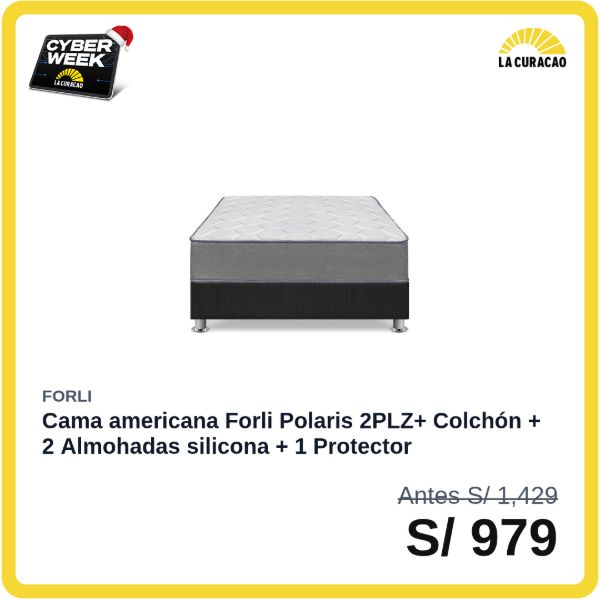 CYBER
WEEK
LA CURACAO
LA CURACAO
FORLI
Cama americana Forli Polaris 2PLZ+ Colchón +
2 Almohadas silicona + 1 Protector
Antes S/ 1,429
S/ 979